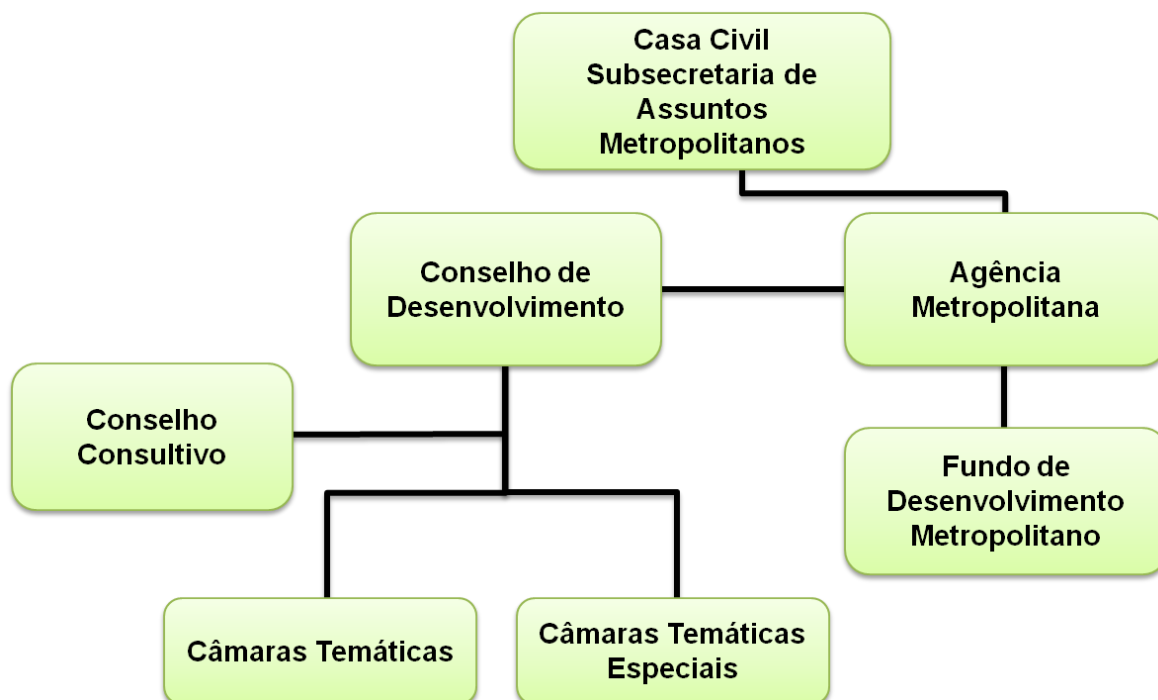 Casa Civil
Subsecretaria de
Assuntos
Metropolitanos
Conselho de
Desenvolvimento
Agência
Metropolitana
Conselho
Consultivo
Fundo de
Desenvolvimento
Metropolitano
Câmaras Temáticas
Câmaras Temáticas
Especiais